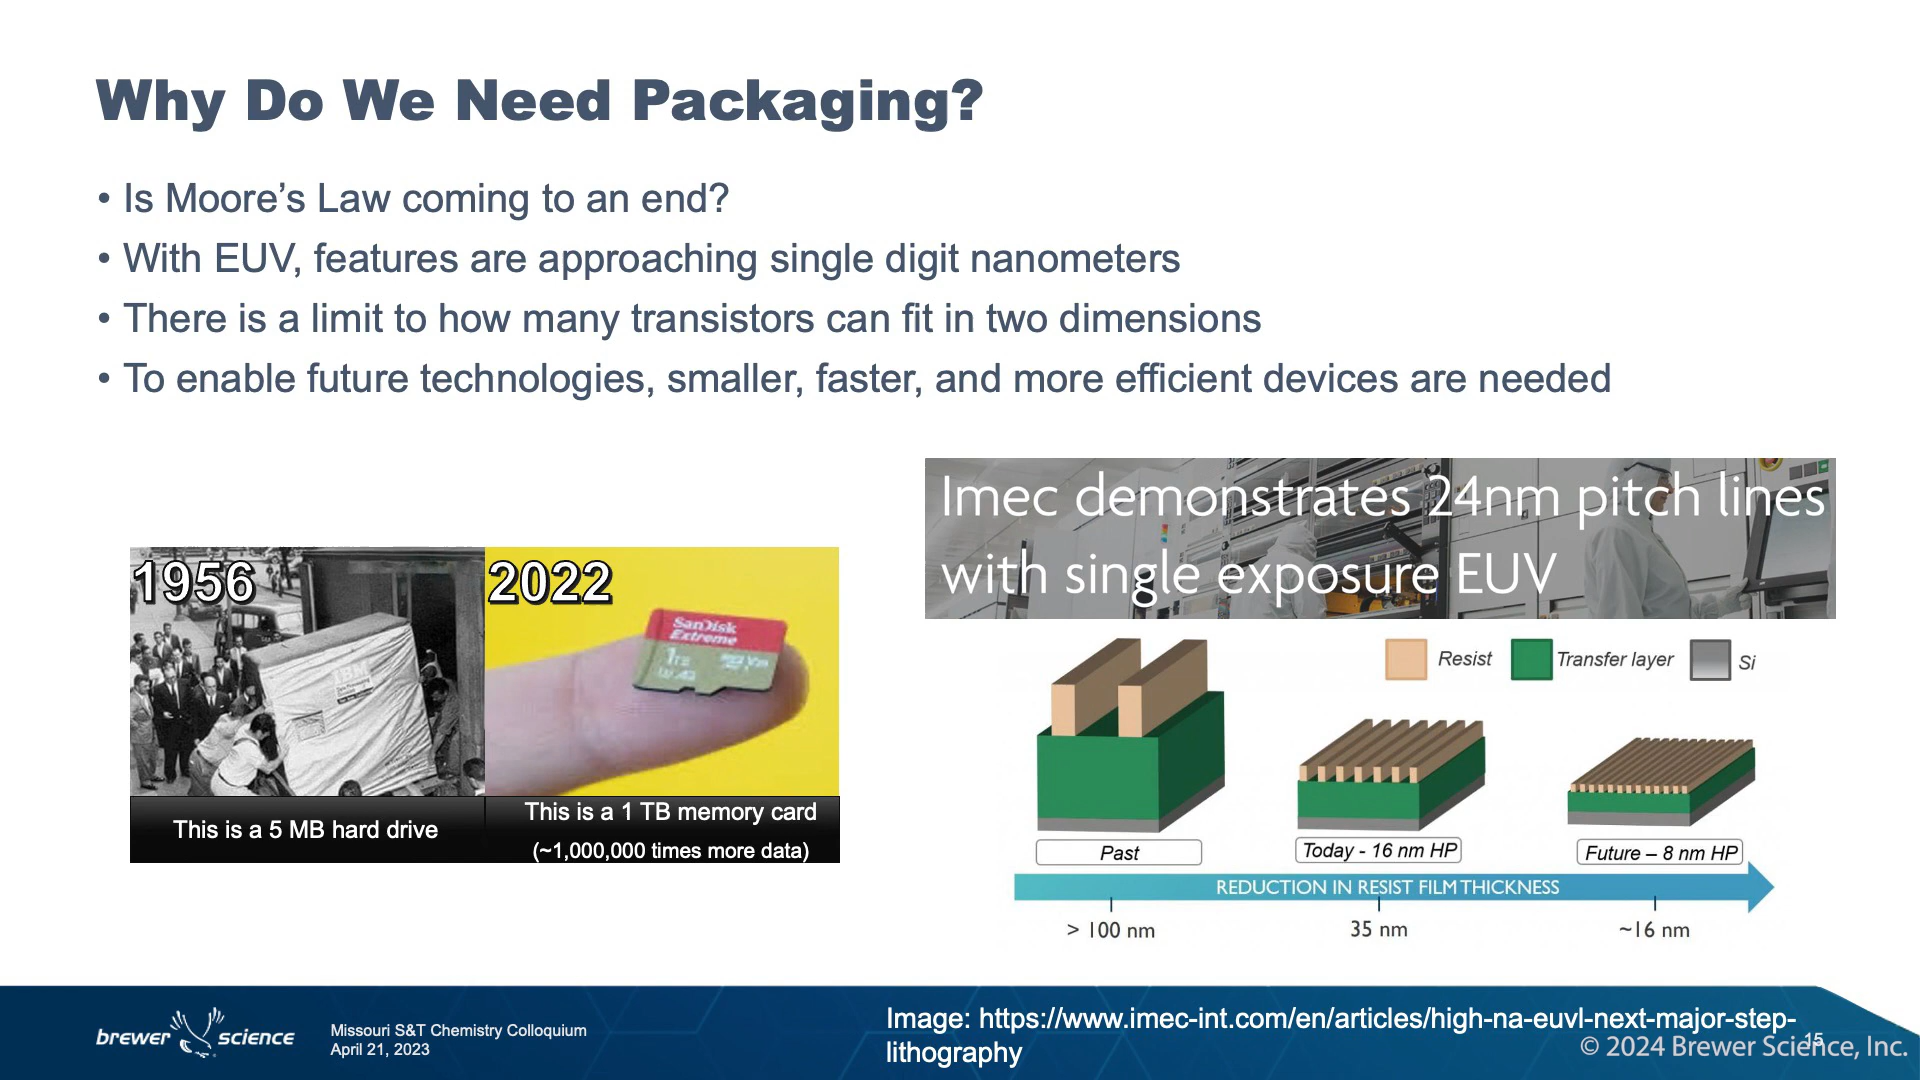 Why Do We Need Packaging?
• Is Moore’s Law coming to an end?
• With EUV, features are approaching single digit nanometers
• There is a limit to how many transistors can fit in two dimensions
• To enable future technologies, smaller, faster, and more efficient devices are needed
1956
IBM
This is a 5 MB hard drive
2022
SanDisk
Extreme
1TB
This is a 1 TB memory card
(~1,000,000 times more data)
Imec demonstrates 24nm pitch lines
with single exposure EUV
Resist
Transfer layer
Si
Past
Today - 16 nm HP
Future – 8 nm HP
REDUCTION IN RESIST FILM THICKNESS
> 100 nm
35 nm
~16 nm
brewer science
Missouri S&T Chemistry Colloquium
April 21, 2023
Image: https://www.imec-int.com/en/articles/high-na-euvl-next-major-step-
lithography
15
© 2024 Brewer Science, Inc.